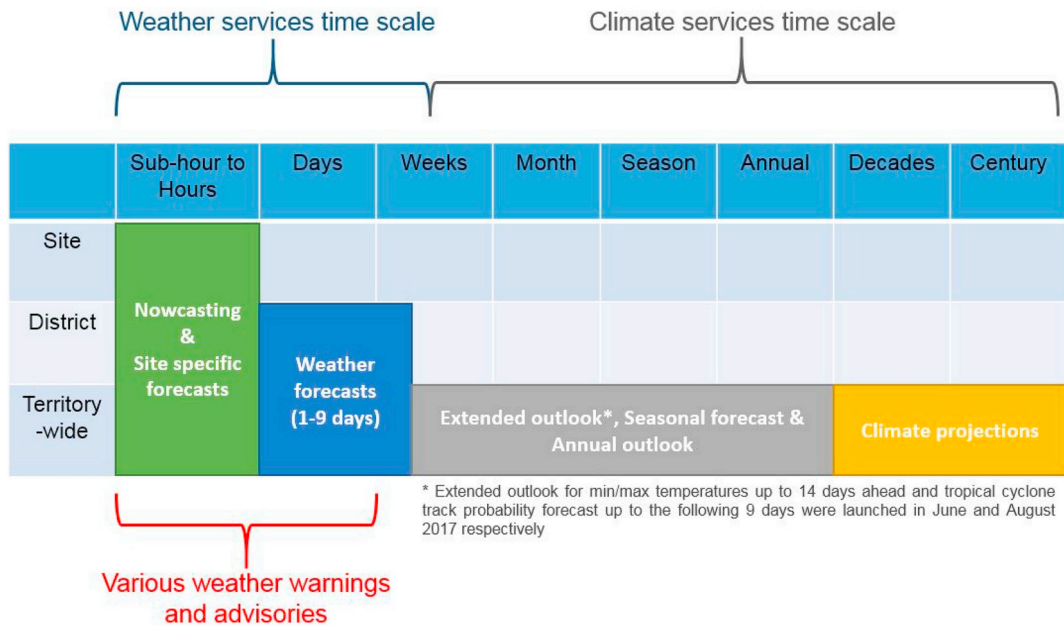 Weather services time scale
Climate services time scale
Sub-hour to
Hours
Days
Weeks
Month
Season
Annual
Decades
Century
Site
District
Territory
-wide
Nowcasting
&
Site specific
forecasts
Weather
forecasts
(1-9 days)
Extended outlook*, Seasonal forecast &
Annual outlook
Climate projections
* Extended outlook for min/max temperatures up to 14 days ahead and tropical cyclone
track probability forecast up to the following 9 days were launched in June and August
2017 respectively
Various weather warnings
and advisories